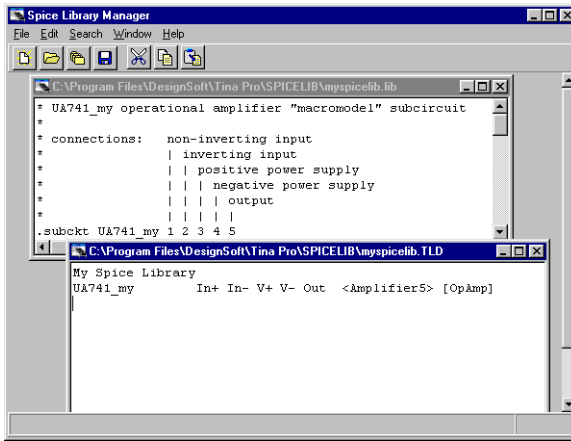 Spice Library Manager
File Edit Search Window Help
C:\Program Files\DesignSoft\Tina Pro\SPICELIB\myspicelib.lib
* UA741_my operational amplifier "macromodel" subcircuit
*
* connections:   non-inverting input
*                | inverting input
*                | | positive power supply
*                | | | negative power supply
*                | | | | output
*                | | | | |
.subckt UA741_my 1 2 3 4 5
C:\Program Files\DesignSoft\Tina Pro\SPICELIB\myspicelib.TLD
My Spice Library
UA741_my        In+ In- V+ V- Out  <Amplifier5> [OpAmp]